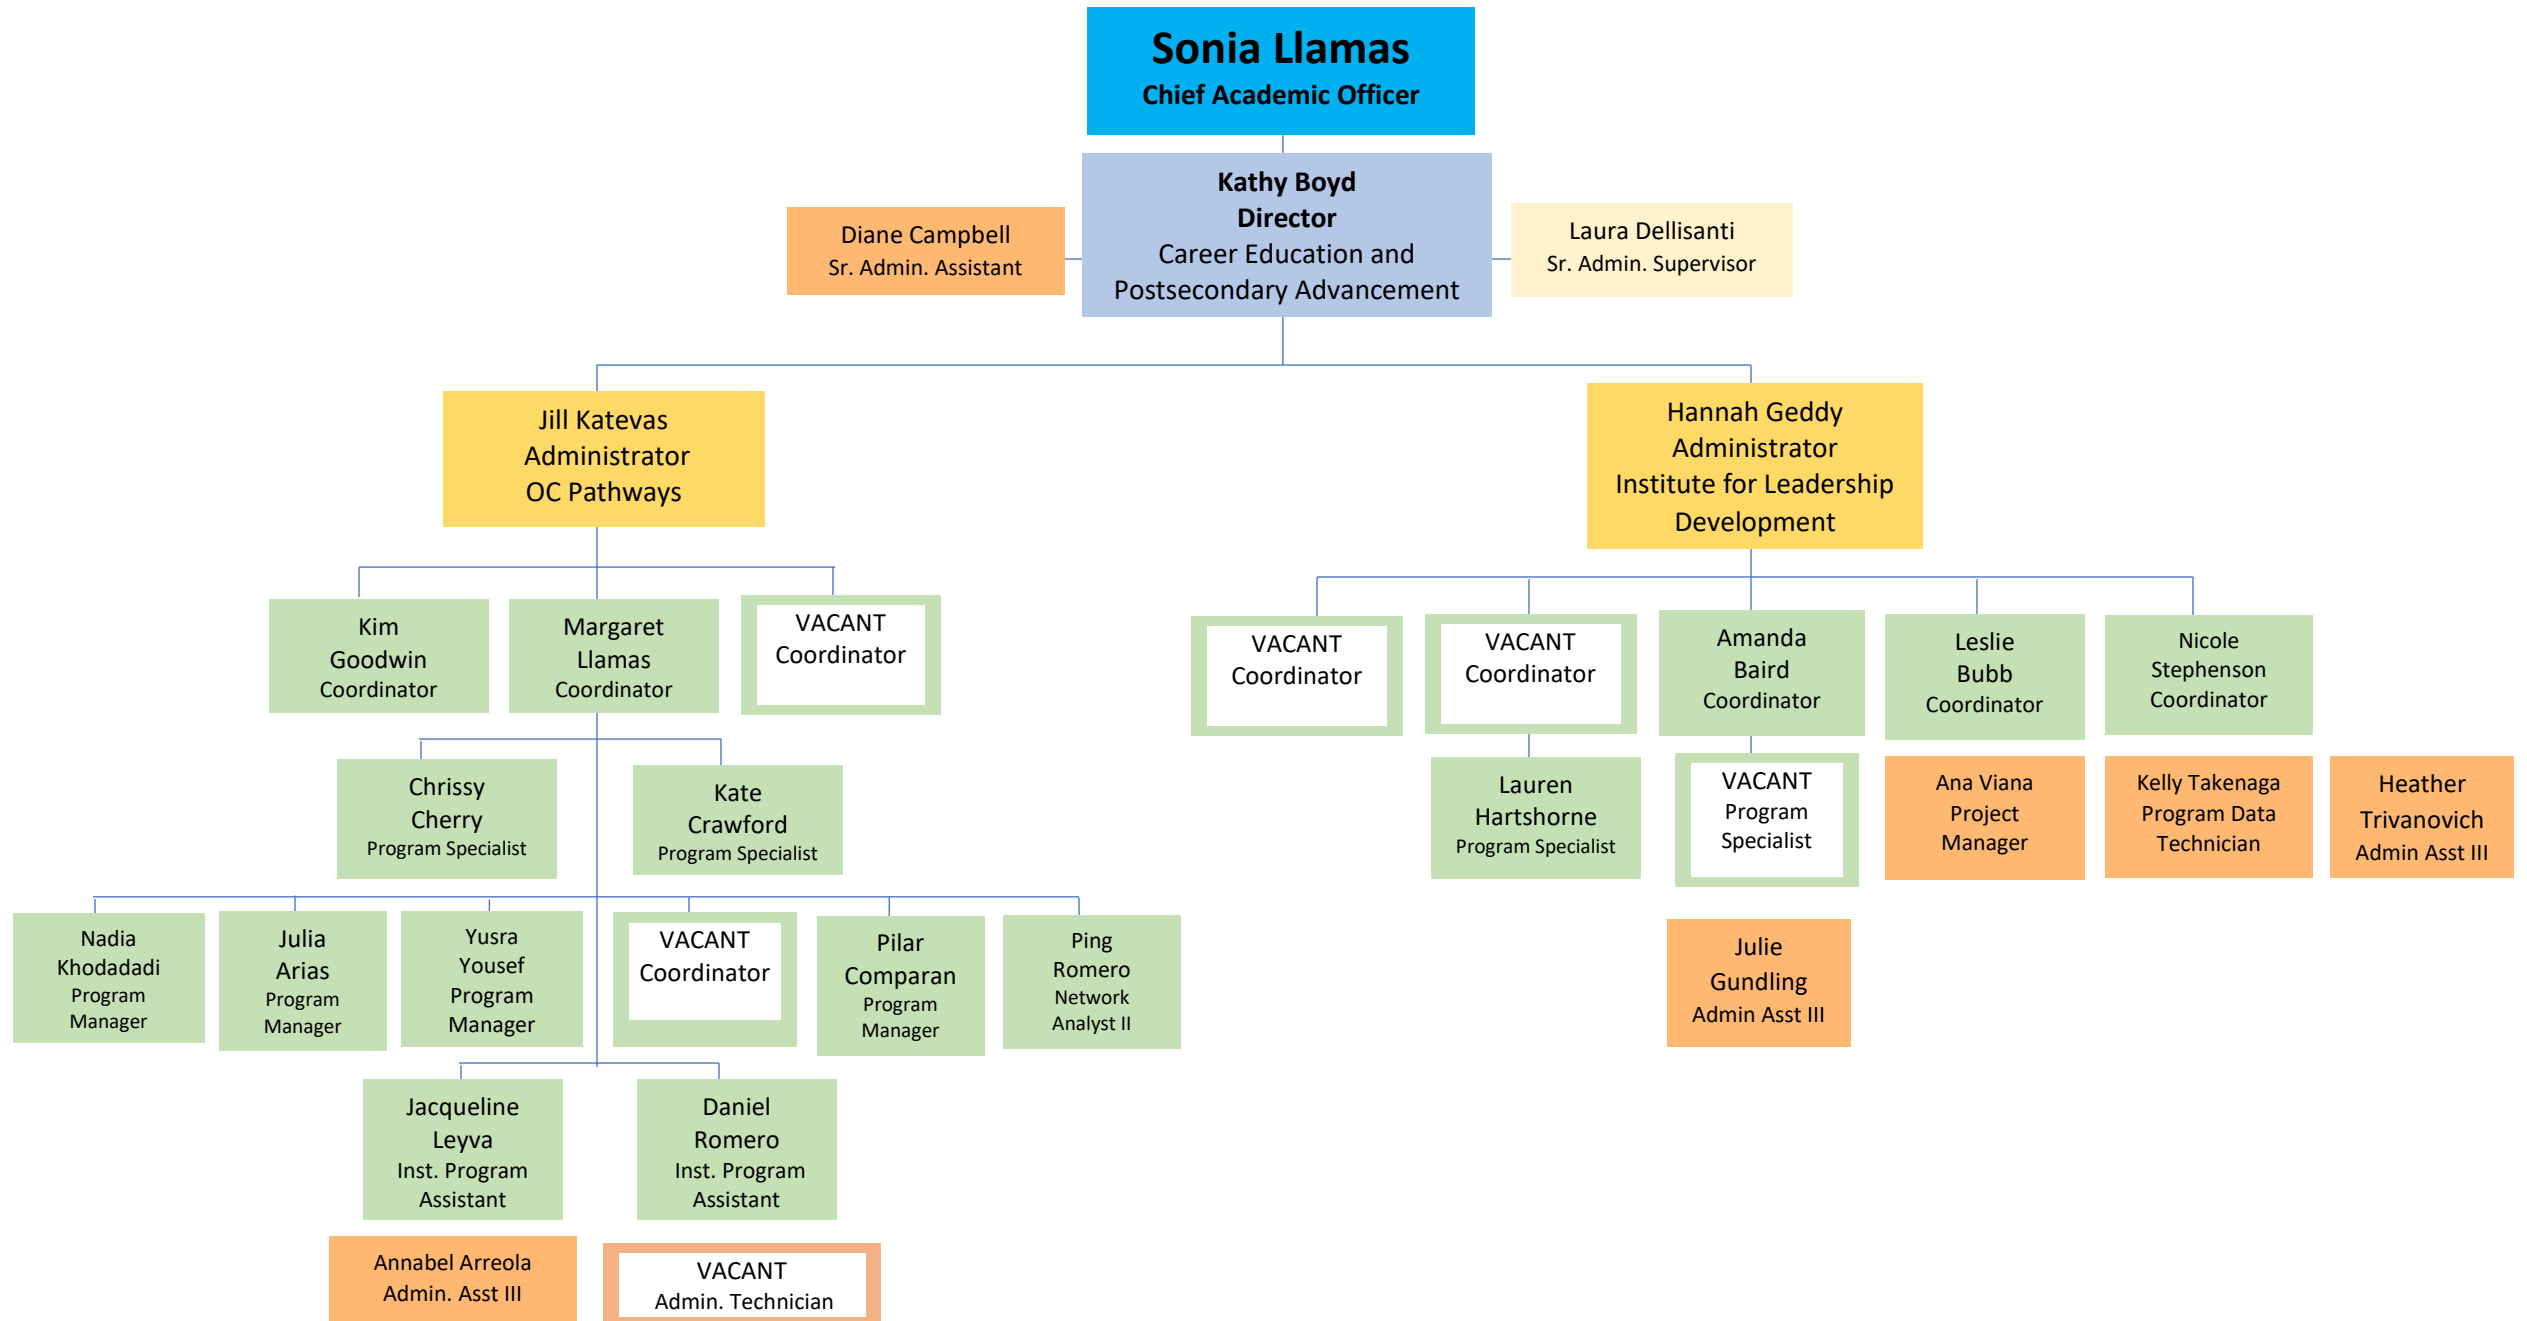 Sonia Llamas
Chief Academic Officer
Kathy Boyd
Director
Career Education and
Postsecondary Advancement
Diane Campbell
Sr. Admin. Assistant
Laura Dellisanti
Sr. Admin. Supervisor
Jill Katevas
Administrator
OC Pathways
Hannah Geddy
Administrator
Institute for Leadership
Development
Kim
Goodwin
Coordinator
Margaret
Llamas
Coordinator
VACANT
Coordinator
VACANT
Coordinator
VACANT
Coordinator
Amanda
Baird
Coordinator
Leslie
Bubb
Coordinator
Nicole
Stephenson
Coordinator
Chrissy
Cherry
Program Specialist
Kate
Crawford
Program Specialist
Lauren
Hartshorne
Program Specialist
VACANT
Program
Specialist
Ana Viana
Project
Manager
Kelly Takenaga
Program Data
Technician
Heather
Trivanovich
Admin Asst III
Nadia
Khodadadi
Program
Manager
Julia
Arias
Program
Manager
Yusra
Yousef
Program
Manager
VACANT
Coordinator
Pilar
Comparan
Program
Manager
Ping
Romero
Network
Analyst II
Julie
Gundling
Admin Asst III
Jacqueline
Leyva
Inst. Program
Assistant
Daniel
Romero
Inst. Program
Assistant
Annabel Arreola
Admin. Asst III
VACANT
Admin. Technician